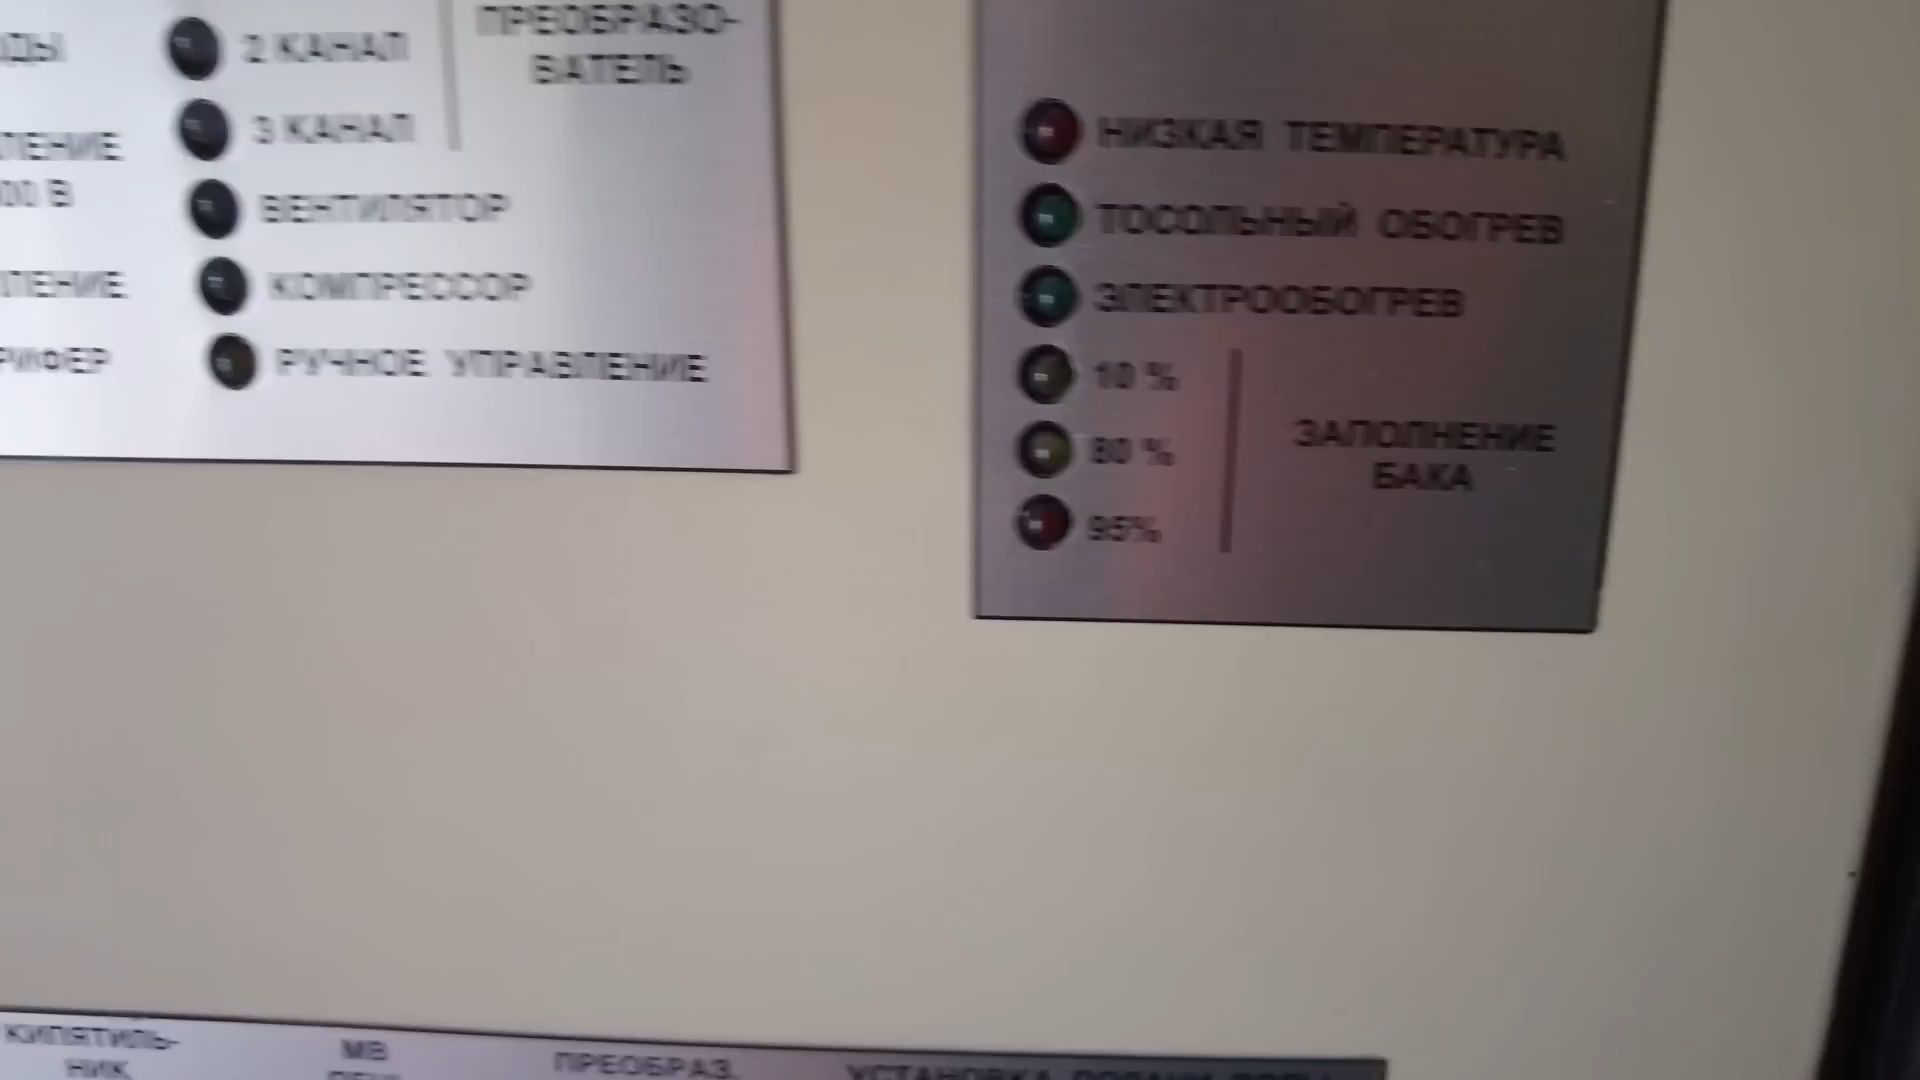 2 КАНАЛ
3 КАНАЛ
ПРЕОБРАЗО-
ВАТЕЛЬ
ВЕНТИЛЯТОР
КОМПРЕССОР
РУЧНОЕ УПРАВЛЕНИЕ
НИЗКАЯ ТЕМПЕРАТУРА
ТОСОЛЬНЫЙ ОБОГРЕВ
ЭЛЕКТРООБОГРЕВ
10 %
80 %
95%
ЗАПОЛНЕНИЕ
БАКА
КИПЯТИЛЬ-
НИК
МВ
ПРЕОБРАЗ.
УСТАНОВКА